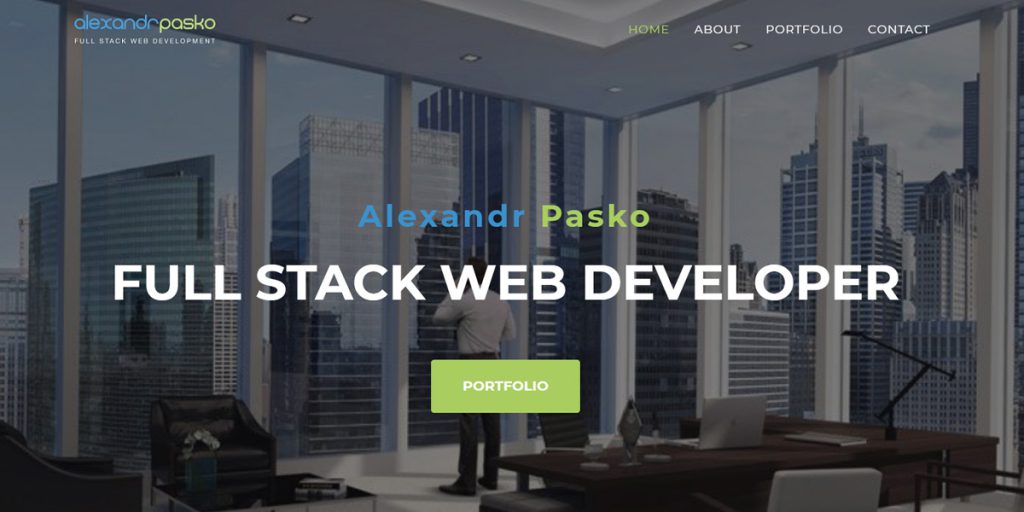 alexandrpasko
FULL STACK WEB DEVELOPMENT
HOME ABOUT PORTFOLIO CONTACT
Alexandr Pasko
FULL STACK WEB DEVELOPER
PORTFOLIO